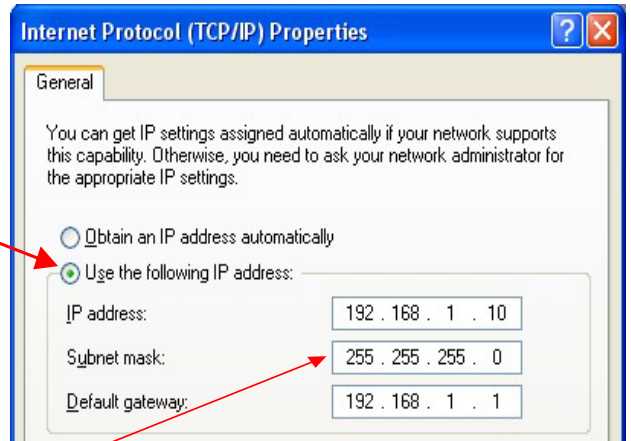 Internet Protocol (TCP/IP) Properties
General
You can get IP settings assigned automatically if your network supports
this capability. Otherwise, you need to ask your network administrator for
the appropriate IP settings.
Obtain an IP address automatically
Use the following IP address:
IP address: 192 . 168 . 1 . 10
Subnet mask: 255 . 255 . 255 . 0
Default gateway: 192 . 168 . 1 . 1